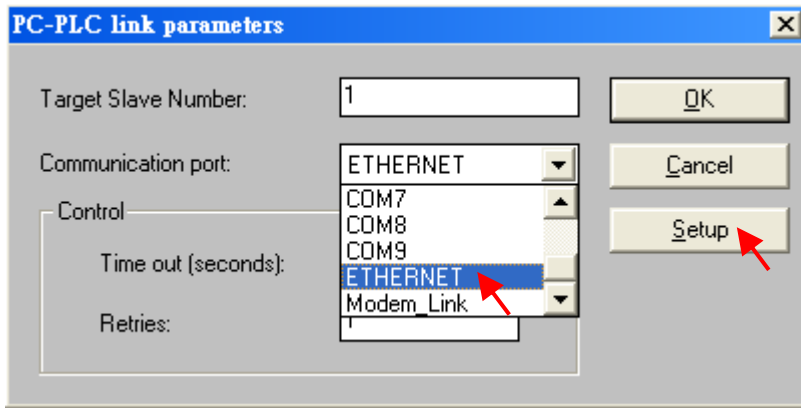 PC-PLC link parameters
Target Slave Number:
1
OK
Communication port:
ETHERNET
Cancel
COM7
COM8
COM9
ETHERNET
Modem_Link
Control
Setup
Time out (seconds):
Retries: